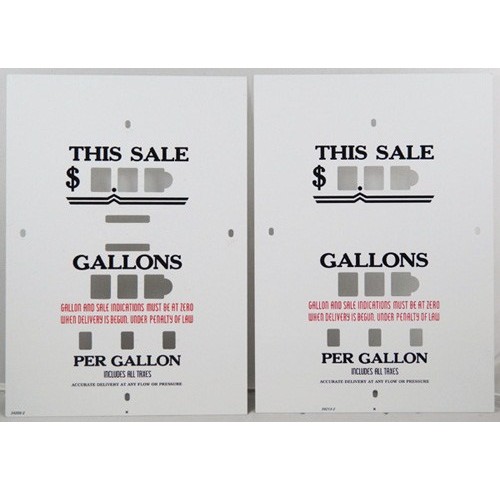 THIS SALE
$
GALLONS
GALLON AND SALE INDICATIONS MUST BE AT ZERO
WHEN DELIVERY IS BEGUN, UNDER PENALTY OF LAW
PER GALLON
INCLUDES ALL TAXES
ACCURATE DELIVERY AT ANY FLOW OR PRESSURE
THIS SALE
$
GALLONS
GALLON AND SALE INDICATIONS MUST BE AT ZERO
WHEN DELIVERY IS BEGUN, UNDER PENALTY OF LAW
PER GALLON
INCLUDES ALL TAXES
ACCURATE DELIVERY AT ANY FLOW OR PRESSURE